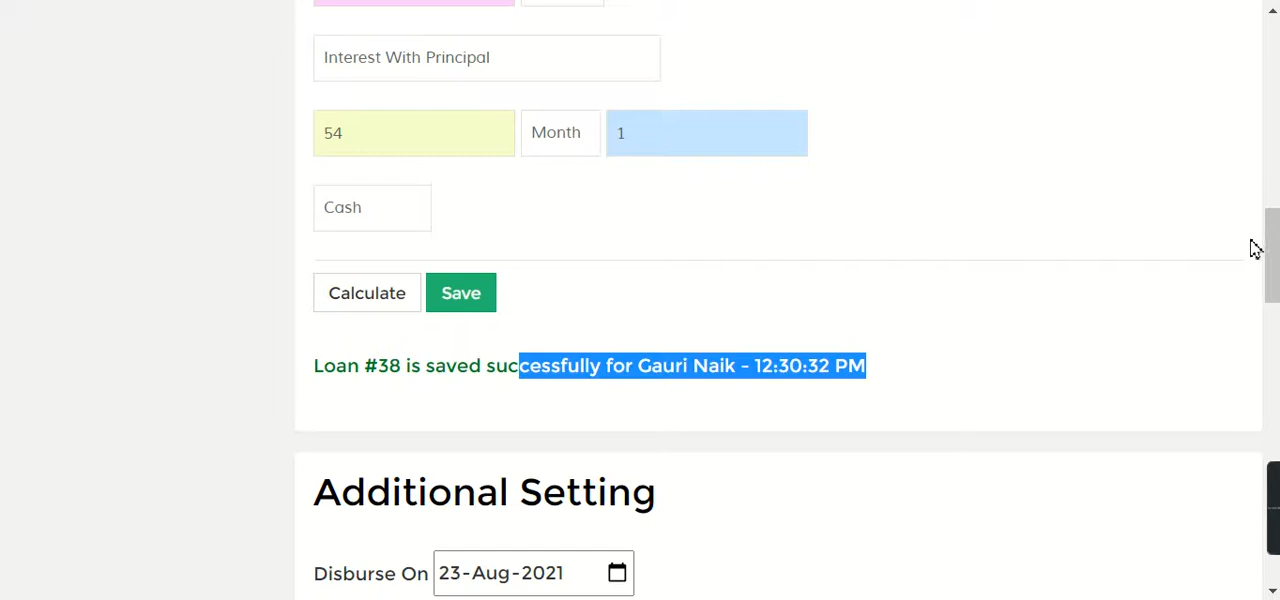 Interest With Principal
54 Month 1
Cash
Calculate Save
Loan #38 is saved successfully for Gauri Naik - 12:30:32 PM
Additional Setting
Disburse On 23-Aug-2021